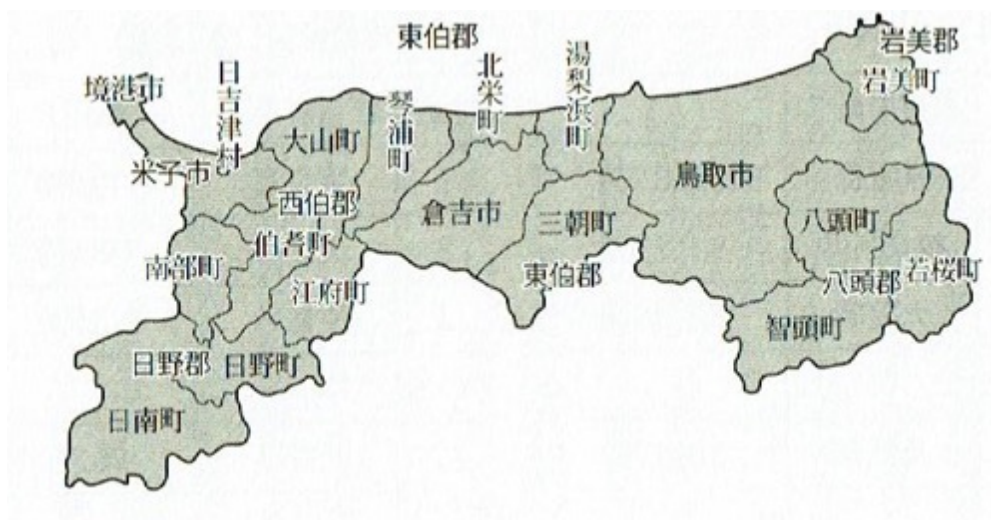 岩美郡
岩美町
東伯郡
湯梨浜町
北栄町
琴浦町
日吉津村
境港市
米子市
大山町
鳥取市
西伯郡
伯耆町
倉吉市
三朝町
八頭町
南部町
江府町
東伯郡
八頭郡
若桜町
智頭町
日野郡
日野町
日南町